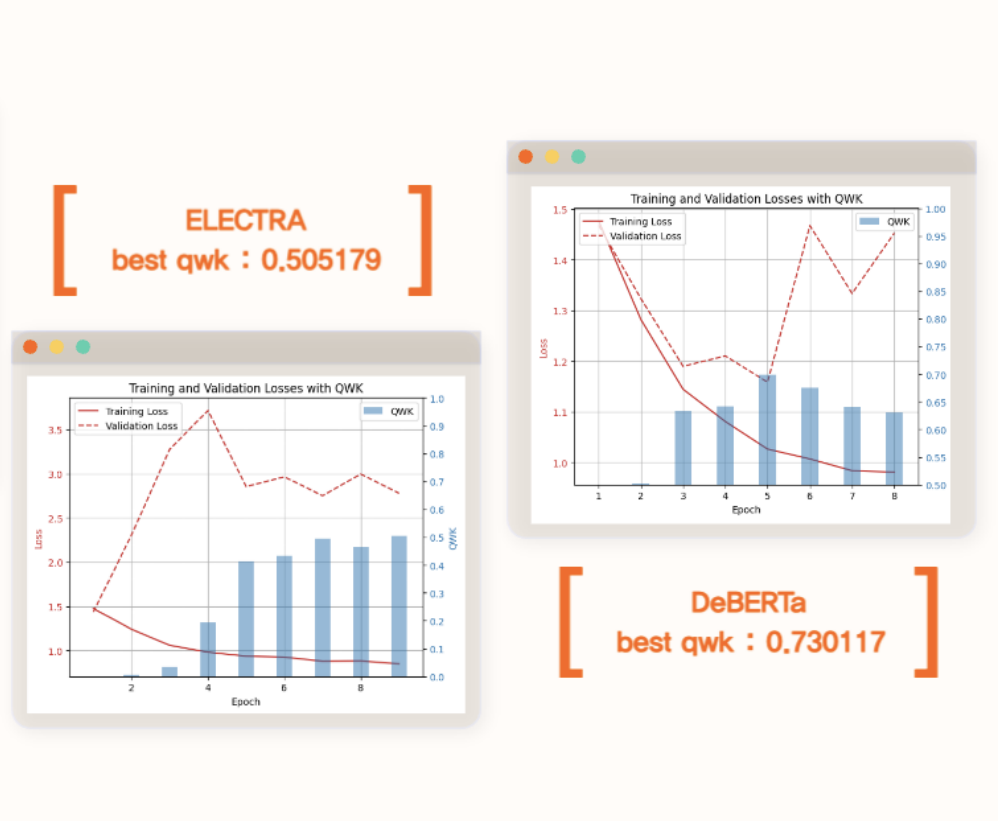 ELECTRA
best qwk : 0.505179
Training and Validation Losses with QWK
Training Loss
Validation Loss
QWK
3.5
3.0
2.5
2.0
1.5
1.0
Loss
1.0
0.9
0.8
0.7
0.6
0.5
0.4
0.3
0.2
0.1
0.0
QWK
2 4 6 8
Epoch
Training and Validation Losses with QWK
Training Loss
Validation Loss
QWK
1.5
1.4
1.3
1.2
1.1
1.0
Loss
1.00
0.95
0.90
0.85
0.80
0.75
0.70
0.65
0.60
0.55
0.50
1 2 3 4 5 6 7 8
Epoch
DeBERTa
best qwk : 0.730117